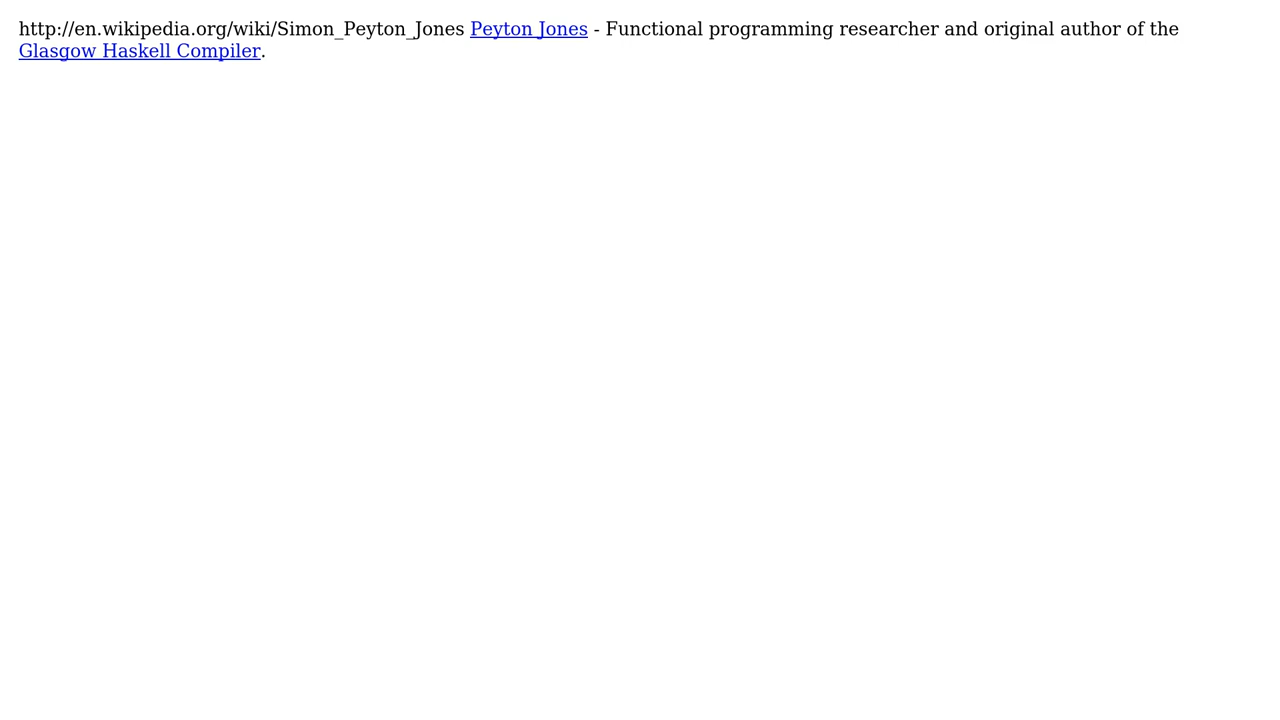 http://en.wikipedia.org/wiki/Simon_Peyton_Jones Peyton Jones - Functional programming researcher and original author of the
Glasgow Haskell Compiler.